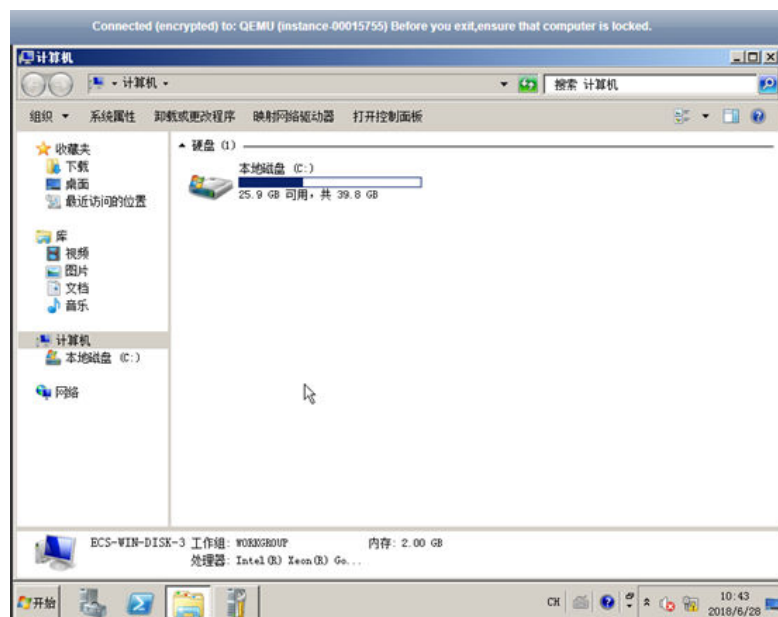 Connected (encrypted) to: QEMU (instance-00015755) Before you exit,ensure that computer is locked.
计算机
计算机
搜索 计算机
组织 系统属性 卸载或更改程序 映射网络驱动器 打开控制面板
收藏夹
下载
桌面
最近访问的位置
库
视频
图片
文档
音乐
计算机
本地磁盘 (C:)
网络
硬盘 (1)
本地磁盘 (C:)
25.9 GB 可用，共 39.8 GB
ECS-WIN-DISK-3 工作组: WORKGROUP 内存: 2.00 GB
处理器: Intel(R) Xeon(R) Go...
开始
CH
10:43
2018/6/28